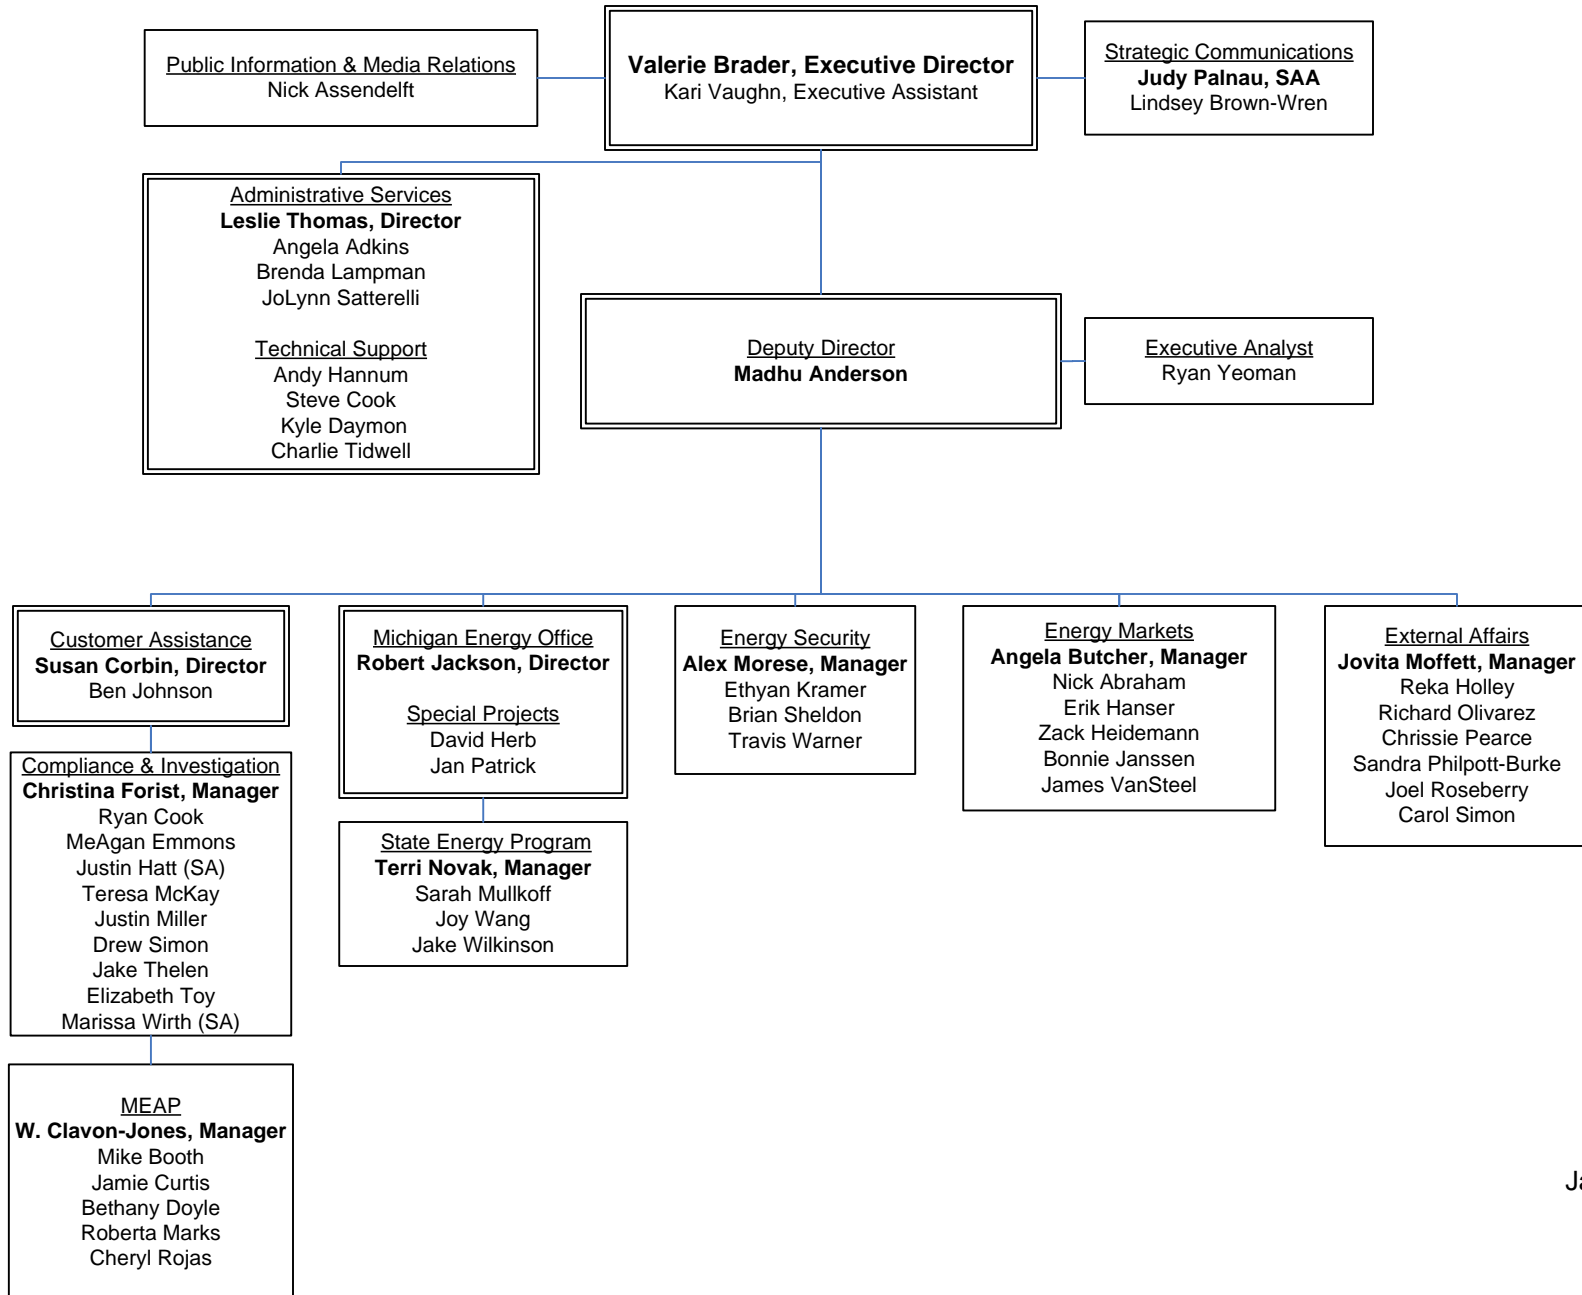 Public Information & Media Relations
Nick Assendelft
Valerie Brader, Executive Director
Kari Vaughn, Executive Assistant
Strategic Communications
Judy Palnau, SAA
Lindsey Brown-Wren
Administrative Services
Leslie Thomas, Director
Angela Adkins
Brenda Lampman
JoLynn Satterelli
Technical Support
Andy Hannum
Steve Cook
Kyle Daymon
Charlie Tidwell
Deputy Director
Madhu Anderson
Executive Analyst
Ryan Yeoman
Customer Assistance
Susan Corbin, Director
Ben Johnson
Compliance & Investigation
Christina Forist, Manager
Ryan Cook
MeAgan Emmons
Justin Hatt (SA)
Teresa McKay
Justin Miller
Drew Simon
Jake Thelen
Elizabeth Toy
Marissa Wirth (SA)
MEAP
W. Clavon-Jones, Manager
Mike Booth
Jamie Curtis
Bethany Doyle
Roberta Marks
Cheryl Rojas
Michigan Energy Office
Robert Jackson, Director
Special Projects
David Herb
Jan Patrick
State Energy Program
Terri Novak, Manager
Sarah Mullkoff
Joy Wang
Jake Wilkinson
Energy Security
Alex Morese, Manager
Ethyan Kramer
Brian Sheldon
Travis Warner
Energy Markets
Angela Butcher, Manager
Nick Abraham
Erik Hanser
Zack Heidemann
Bonnie Janssen
James VanSteel
External Affairs
Jovita Moffett, Manager
Reka Holley
Richard Olivarez
Chrissie Pearce
Sandra Philpott-Burke
Joel Roseberry
Carol Simon